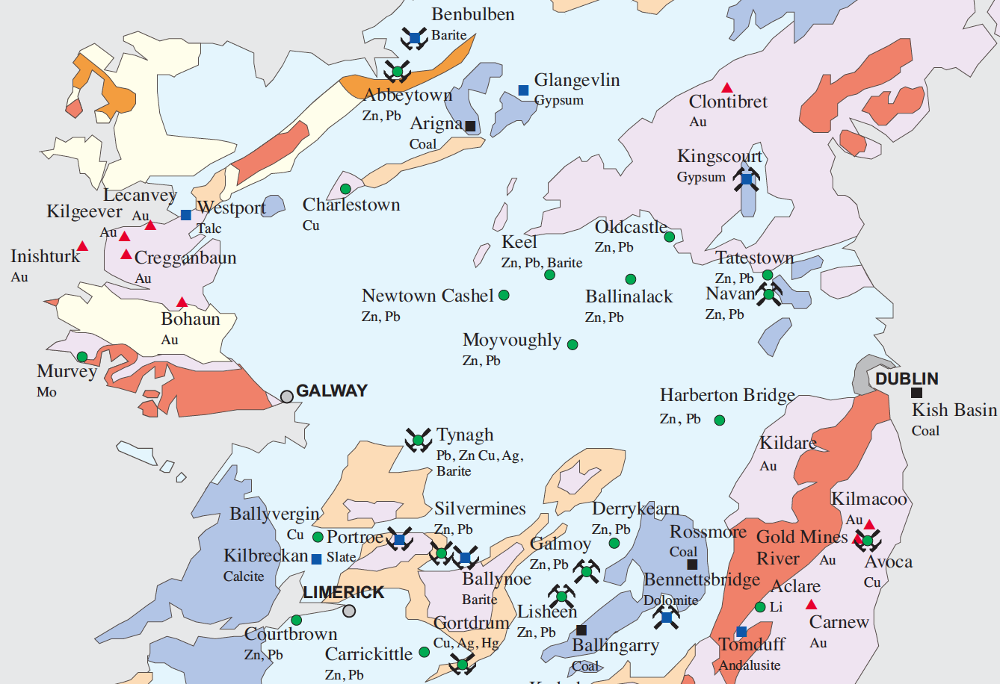 Benbulben
Barite
Abbeytown
Zn, Pb
Glangevlin
Gypsum
Arigna
Coal
Clontibret
Au
Kingscourt
Gypsum
Lecanvey
Au
Kilgeever
Au
Westport
Talc
Charlestown
Cu
Inishturk
Au
Cregganbaun
Au
Keel
Zn, Pb, Barite
Oldcastle
Zn, Pb
Tatestown
Zn, Pb
Navan
Zn, Pb
Newtown Cashel
Zn, Pb
Ballinalack
Zn, Pb
Bohaun
Au
Moyvoughly
Zn, Pb
Murvey
Mo
GALWAY
DUBLIN
Kish Basin
Coal
Harberton Bridge
Zn, Pb
Tynagh
Pb, Zn Cu, Ag,
Barite
Kildare
Au
Kilmacoo
Au
Ballyvergin
Cu
Silvermines
Zn, Pb
Derrykearn
Zn, Pb
Portroe
Slate
Kilbreckan
Calcite
Galmoy
Zn, Pb
Rossmore
Coal
Gold Mines
River
Au
Avoca
Cu
Ballynoe
Barite
Bennettsbridge
Dolomite
Aclare
Li
LIMERICK
Lisheen
Zn, Pb
Carnew
Au
Gortdrum
Cu, Ag, Hg
Courtbrown
Zn, Pb
Ballingarry
Coal
Tomduff
Andalusite
Carrickittle
Zn, Pb